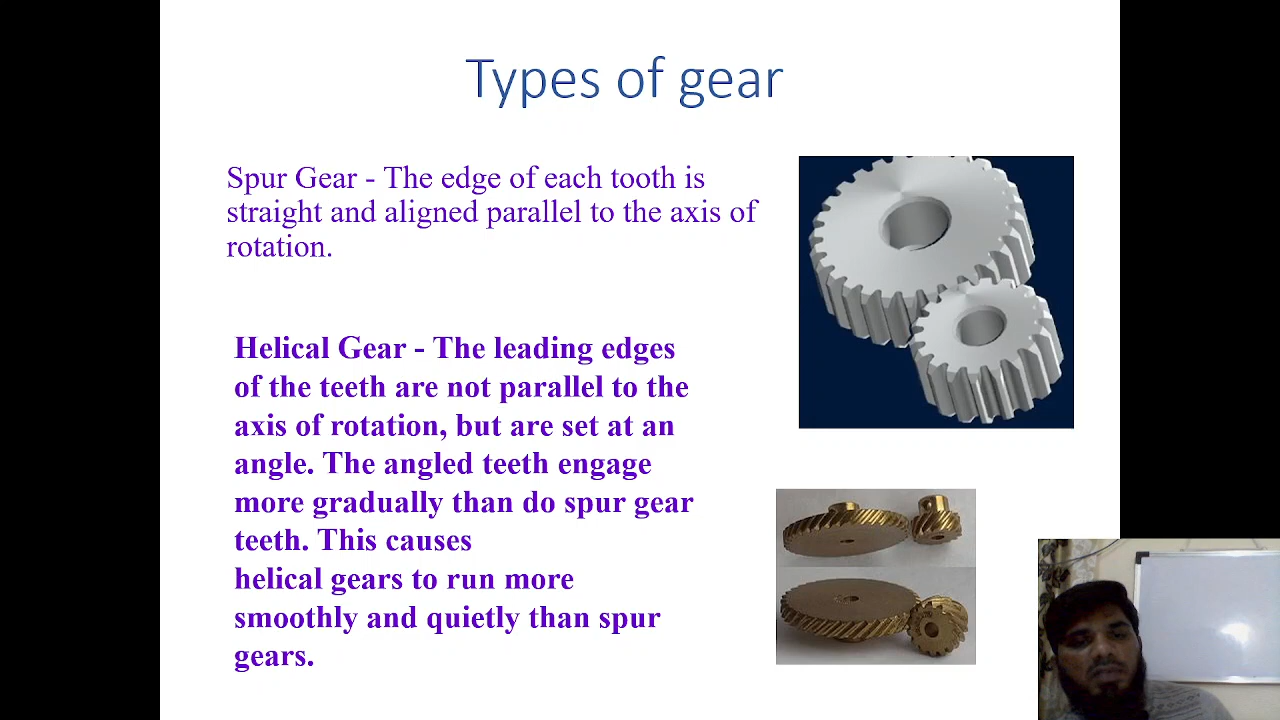 Types of gear
Spur Gear - The edge of each tooth is
straight and aligned parallel to the axis of
rotation.
Helical Gear - The leading edges
of the teeth are not parallel to the
axis of rotation, but are set at an
angle. The angled teeth engage
more gradually than do spur gear
teeth. This causes
helical gears to run more
smoothly and quietly than spur
gears.